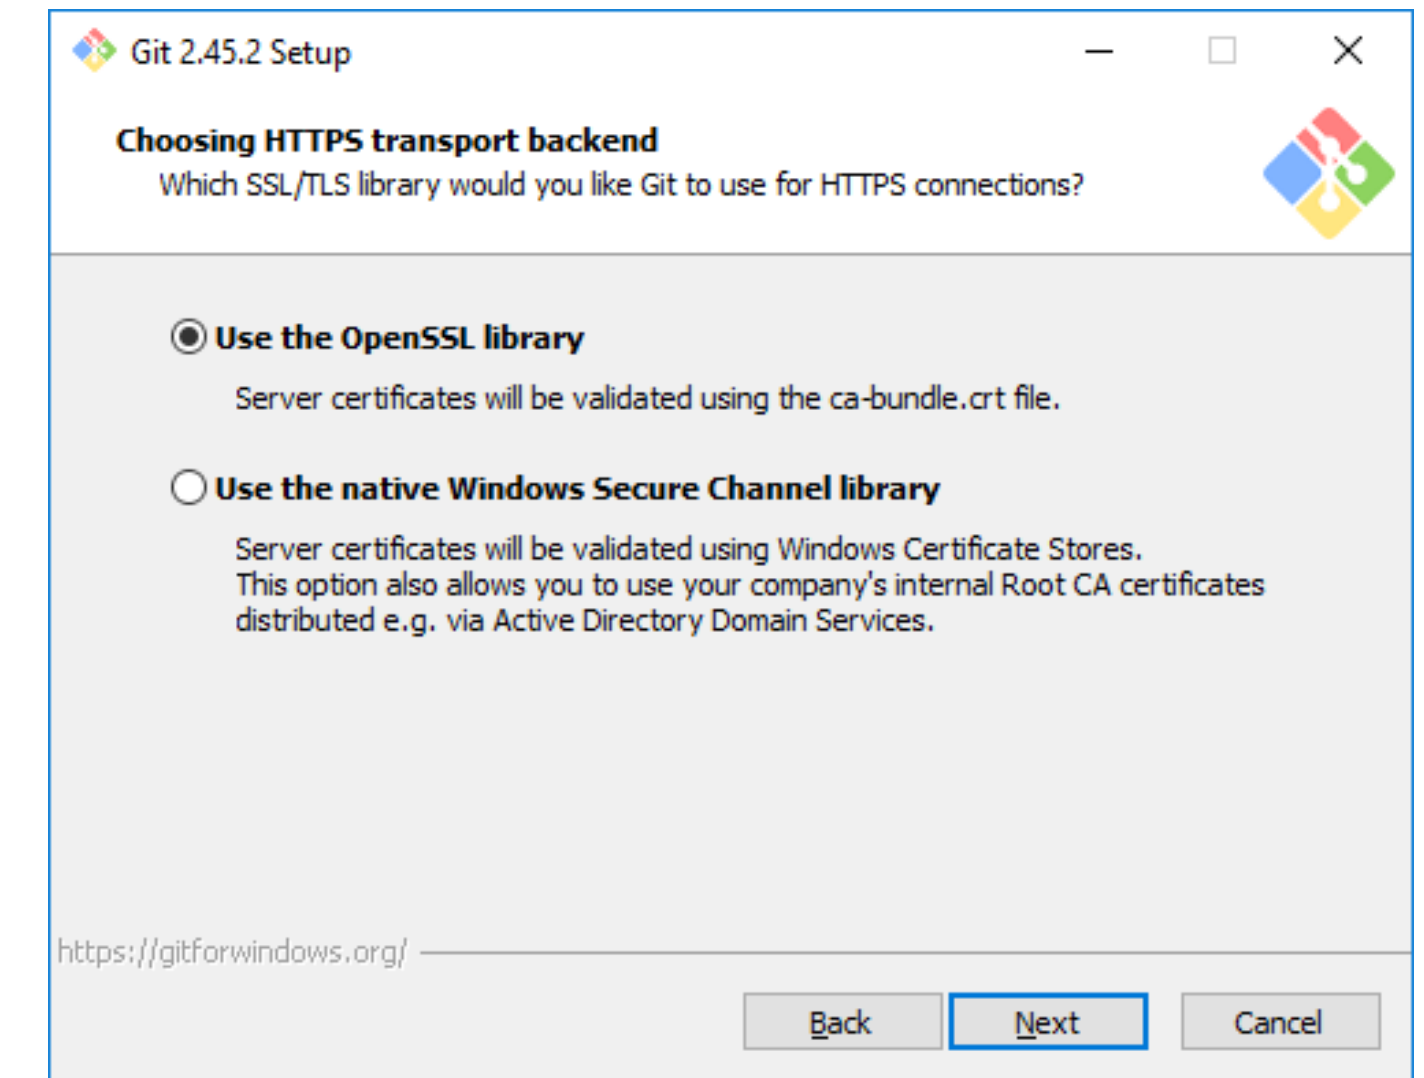 Git 2.45.2 Setup
Choosing HTTPS transport backend
Which SSL/TLS library would you like Git to use for HTTPS connections?
Use the OpenSSL library
Server certificates will be validated using the ca-bundle.crt file.
Use the native Windows Secure Channel library
Server certificates will be validated using Windows Certificate Stores.
This option also allows you to use your company's internal Root CA certificates
distributed e.g. via Active Directory Domain Services.
https://gitforwindows.org/
Back Next Cancel